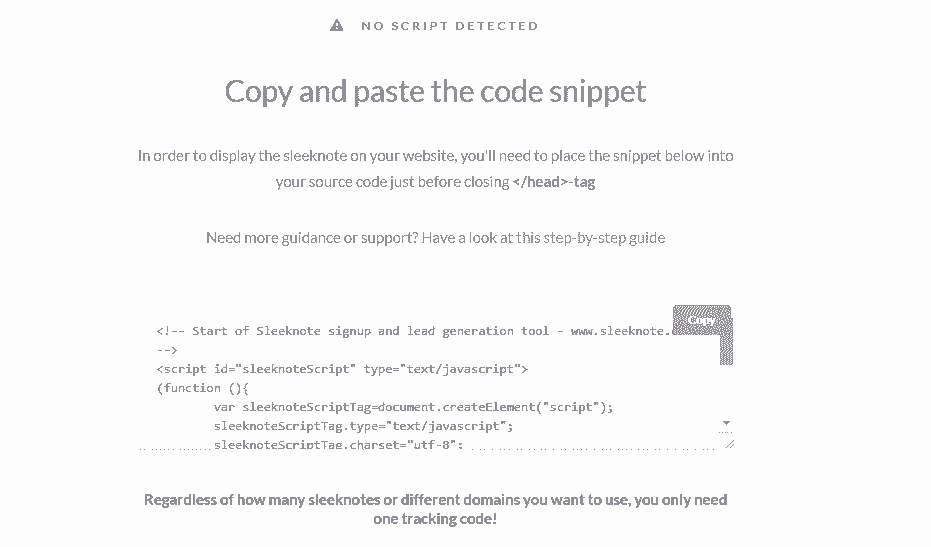 NO SCRIPT DETECTED
Copy and paste the code snippet
In order to display the sleeknote on your website, you'll need to place the snippet below into
your source code just before closing </head>-tag
Need more guidance or support? Have a look at this step-by-step guide
Copy
<!-- Start of Sleeknote signup and lead generation tool - www.sleeknote.
-->
<script id="sleeknoteScript" type="text/javascript">
(function (){
var sleeknoteScriptTag=document.createElement("script");
sleeknoteScriptTag.type="text/javascript";
sleeknoteScriptTag.charset="utf-8";
Regardless of how many sleeknotes or different domains you want to use, you only need
one tracking code!